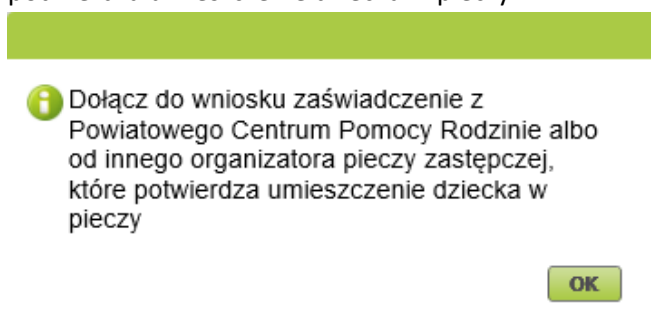 Dołącz do wniosku zaświadczenie z
Powiatowego Centrum Pomocy Rodzinie albo
od innego organizatora pieczy zastępczej,
które potwierdza umieszczenie dziecka w
pieczy
OK